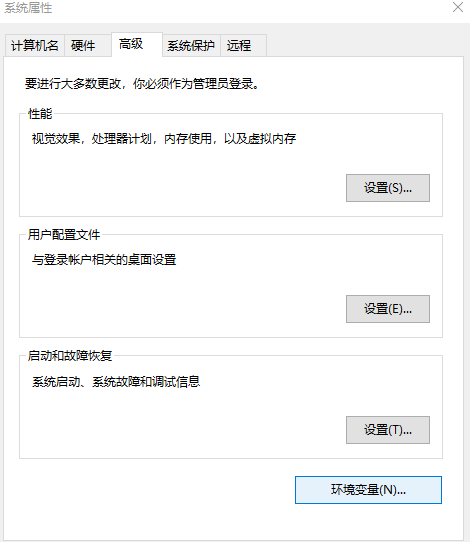 系统属性
计算机名 硬件 高级 系统保护 远程
要进行大多数更改，你必须作为管理员登录。
性能
视觉效果，处理器计划，内存使用，以及虚拟内存
设置(S)...
用户配置文件
与登录帐户相关的桌面设置
设置(E)...
启动和故障恢复
系统启动、系统故障和调试信息
设置(T)...
环境变量(N)...